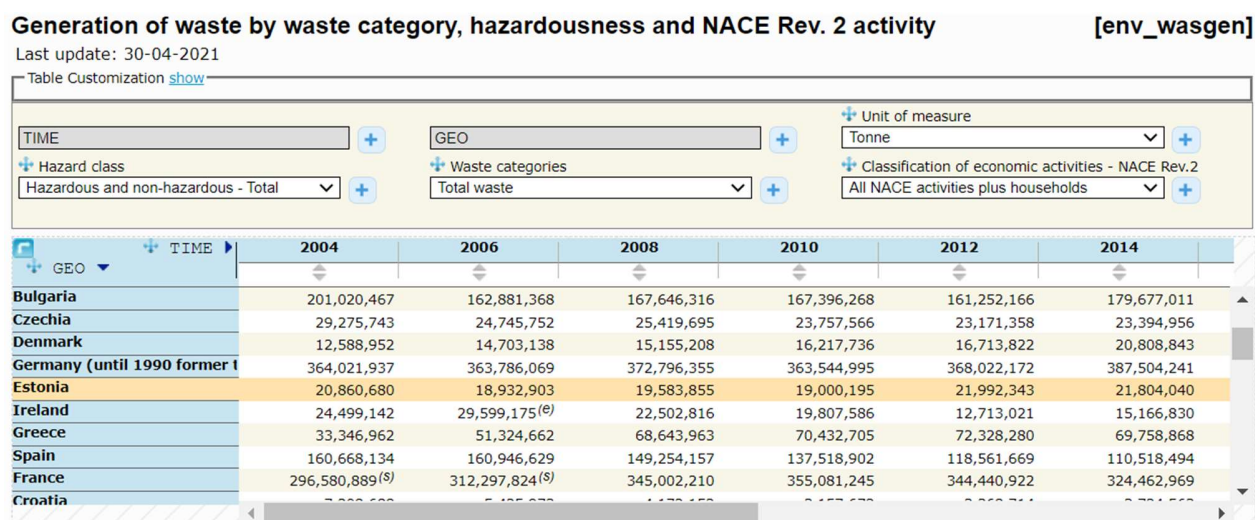 Generation of waste by waste category, hazardousness and NACE Rev. 2 activity [env_wasgen]
Last update: 30-04-2021
Table Customization show
Unit of measure
TIME + GEO + Tonne +
Hazard class Waste categories Classification of economic activities - NACE Rev.2
Hazardous and non-hazardous - Total + Total waste + All NACE activities plus households +
TIME 2004 2006 2008 2010 2012 2014
GEO
Bulgaria 201,020,467 162,881,368 167,646,316 167,396,268 161,252,166 179,677,011
Czechia 29,275,743 24,745,752 25,419,695 23,757,566 23,171,358 23,394,956
Denmark 12,588,952 14,703,138 15,155,208 16,217,736 16,713,822 20,808,843
Germany (until 1990 former t 364,021,937 363,786,069 372,796,355 363,544,995 368,022,172 387,504,241
Estonia 20,860,680 18,932,903 19,583,855 19,000,195 21,992,343 21,804,040
Ireland 24,499,142 29,599,175(e) 22,502,816 19,807,586 12,713,021 15,166,830
Greece 33,346,962 51,324,662 68,643,963 70,432,705 72,328,280 69,758,868
Spain 160,668,134 160,946,629 149,254,157 137,518,902 118,561,669 110,518,494
France 296,580,889(s) 312,297,824(s) 345,002,210 355,081,245 344,440,922 324,462,969
Croatia